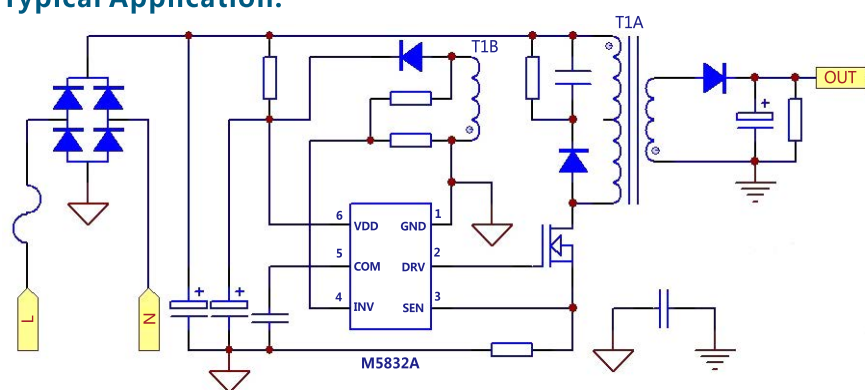 Typical Application:
T1A
T1B
OUT
6 VDD GND 1
5 COM DRV 2
4 INV SEN 3
L
N
+
+
+
M5832A